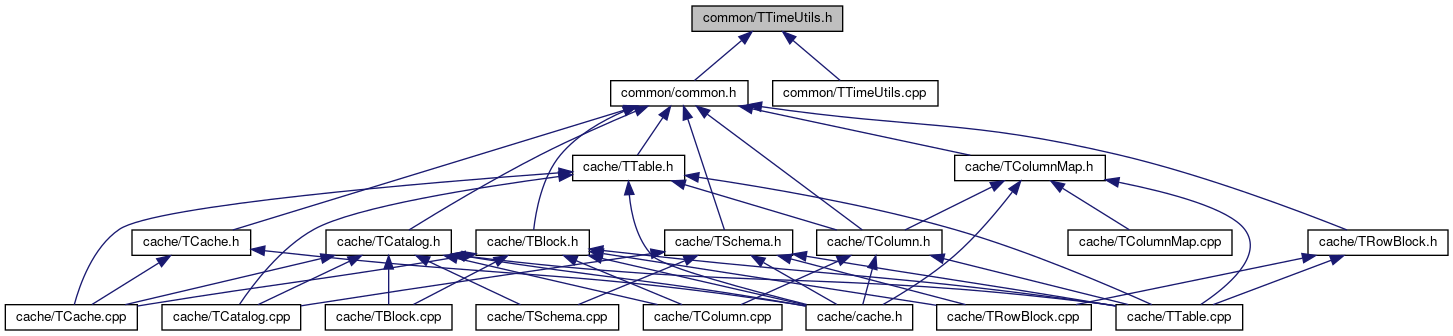 common/TTimeUtils.h
common/common.h
common/TTimeUtils.cpp
cache/TTable.h
cache/TColumnMap.h
cache/TCache.h
cache/TCatalog.h
cache/TBlock.h
cache/TSchema.h
cache/TColumn.h
cache/TColumnMap.cpp
cache/TRowBlock.h
cache/TCache.cpp
cache/TCatalog.cpp
cache/TBlock.cpp
cache/TSchema.cpp
cache/TColumn.cpp
cache/cache.h
cache/TRowBlock.cpp
cache/TTable.cpp